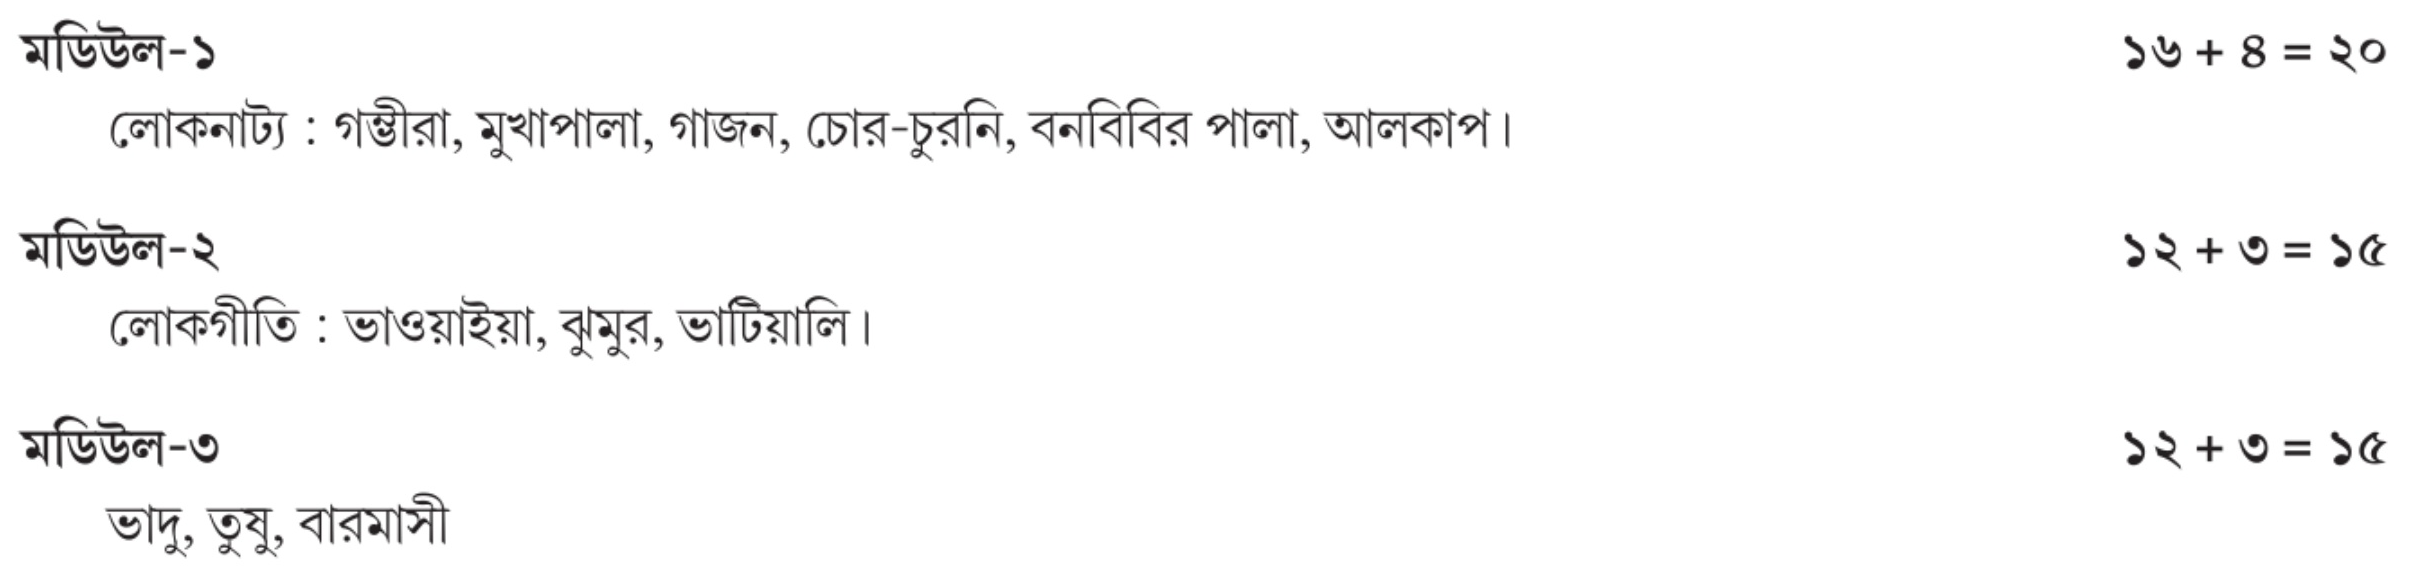 মডিউল-১ ১৬ + ৪ = ২০
লোকনাট্য : গম্ভীরা, মুখাপালা, গাজন, চোর-চুরনি, বনবিবির পালা, আলকাপ।
মডিউল-২ ১২ + ৩ = ১৫
লোকগীতি : ভাওয়াইয়া, ঝুমুর, ভাটিয়ালি।
মডিউল-৩ ১২ + ৩ = ১৫
ভাদু, তুষু, বারমাসী